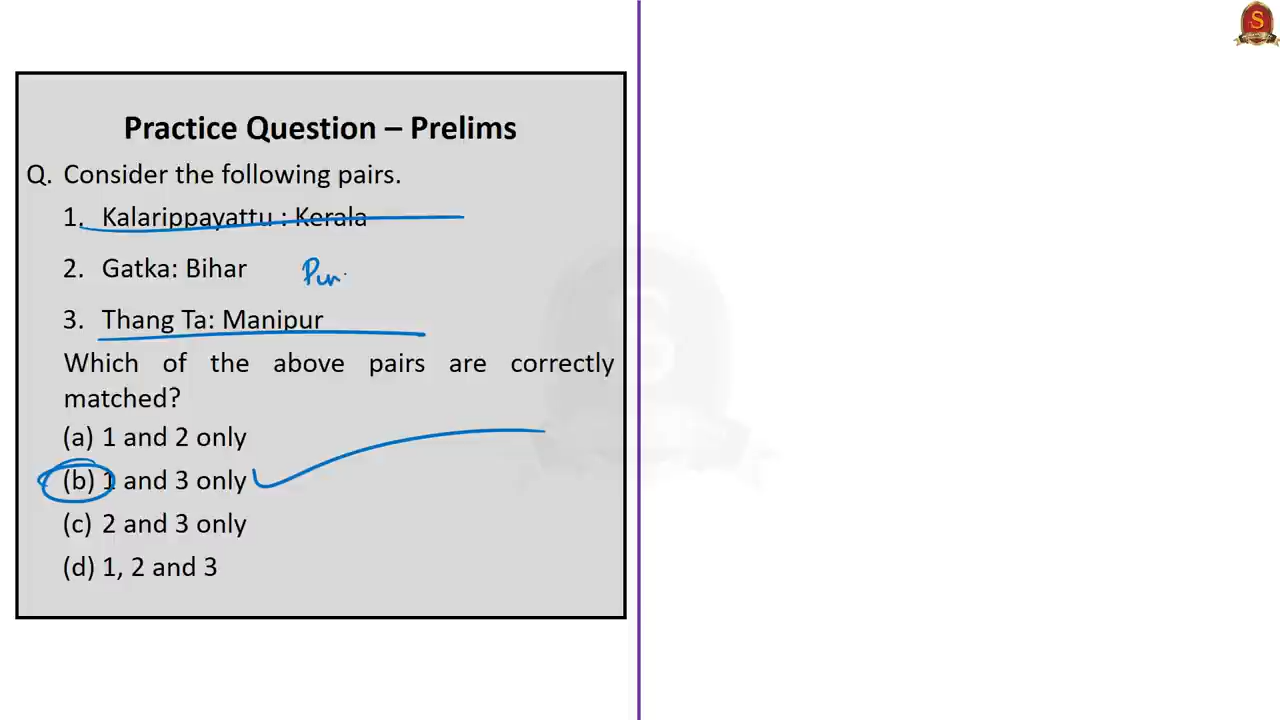 Practice Question – Prelims
Q. Consider the following pairs.
1. Kalarippayattu : Kerala
2. Gatka: Bihar Pun.
3. Thang Ta: Manipur
Which of the above pairs are correctly
matched?
(a) 1 and 2 only
(b) 1 and 3 only
(c) 2 and 3 only
(d) 1, 2 and 3
S